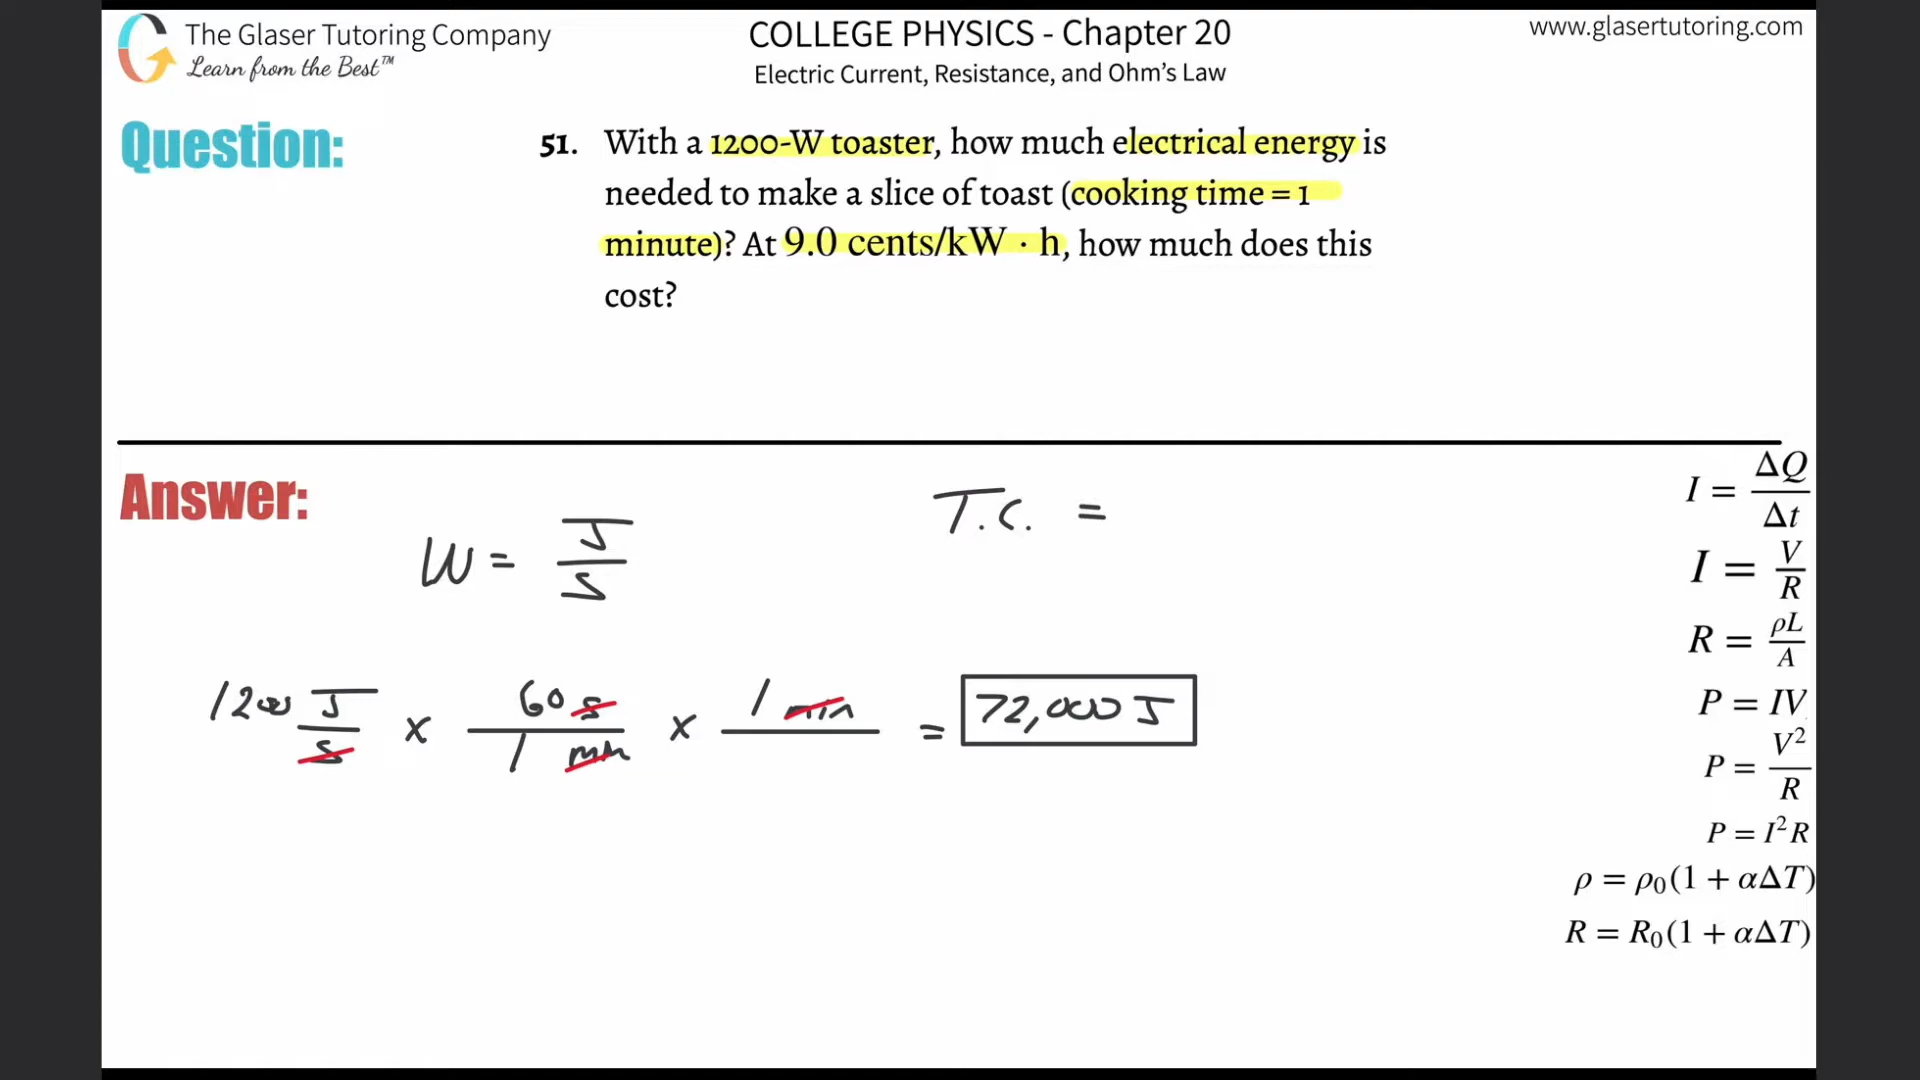 The Glaser Tutoring Company
Learn from the Best™
COLLEGE PHYSICS - Chapter 20
Electric Current, Resistance, and Ohm's Law
www.glasertutoring.com
Question:
51. With a 1200-W toaster, how much electrical energy is
needed to make a slice of toast (cooking time = 1
minute)? At 9.0 cents/kW · h, how much does this
cost?
Answer:
W = J/s
T.C. =
1200 J/s x 60 s/1 min x 1 min = 72,000 J
I = ΔQ/Δt
I = V/R
R = ρL/A
P = IV
P = V²/R
P = I²R
ρ = ρ₀(1 + αΔT)
R = R₀(1 + αΔT)